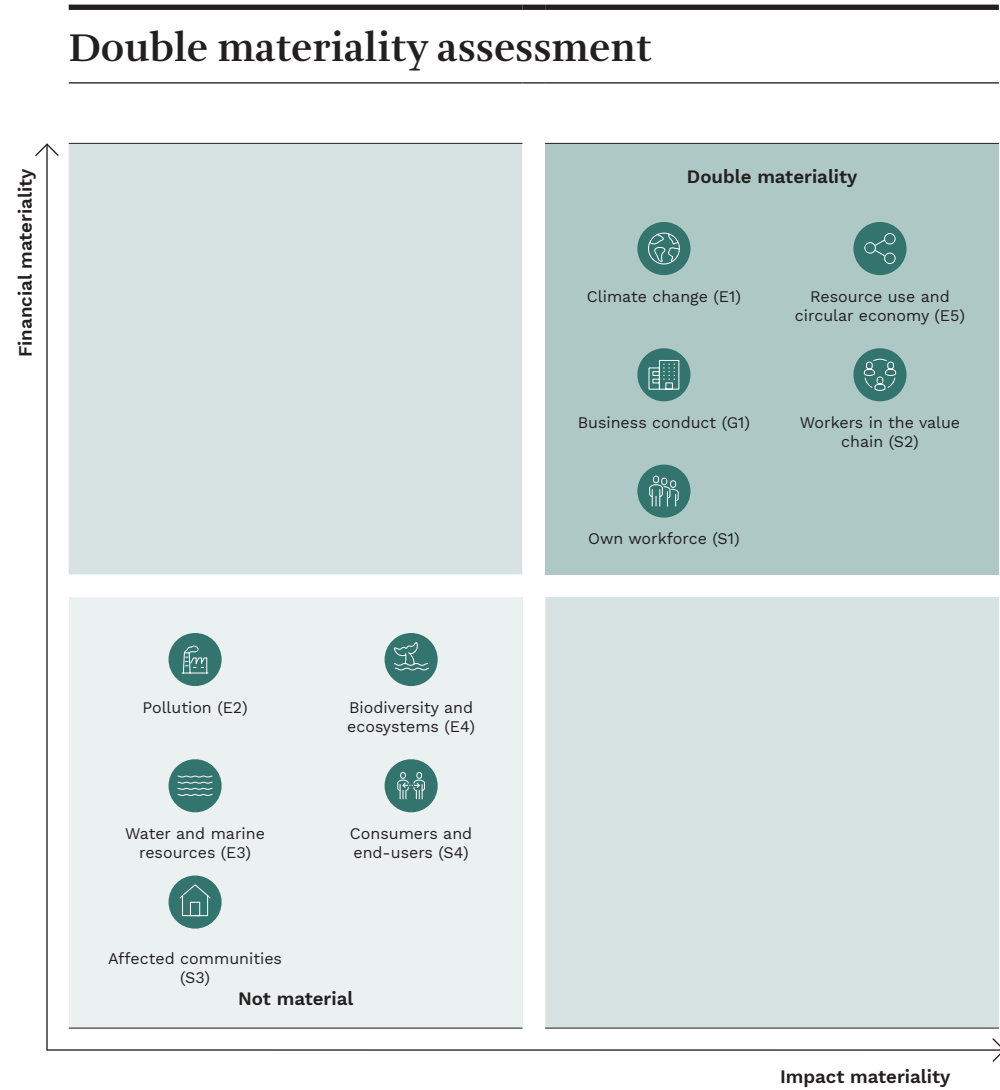 Double materiality assessment
Financial materiality
Double materiality
Climate change (E1)
Resource use and
circular economy (E5)
Business conduct (G1)
Workers in the value
chain (S2)
Own workforce (S1)
Pollution (E2)
Biodiversity and
ecosystems (E4)
Water and marine
resources (E3)
Consumers and
end-users (S4)
Affected communities
(S3)
Not material
Impact materiality